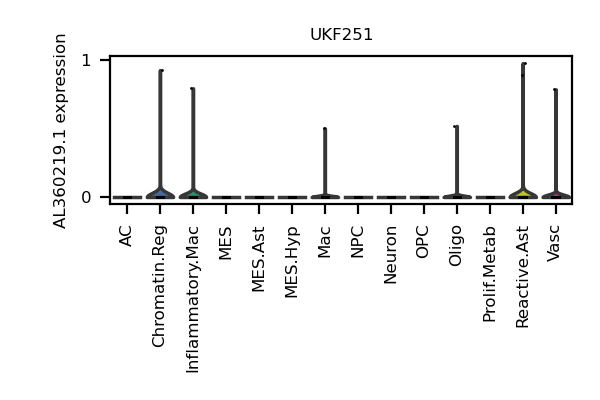 UKF251
AL360219.1 expression
1
0
AC
Chromatin.Reg
Inflammatory.Mac
MES
MES.Ast
MES.Hyp
Mac
NPC
Neuron
OPC
Oligo
Prolif.Metab
Reactive.Ast
Vasc